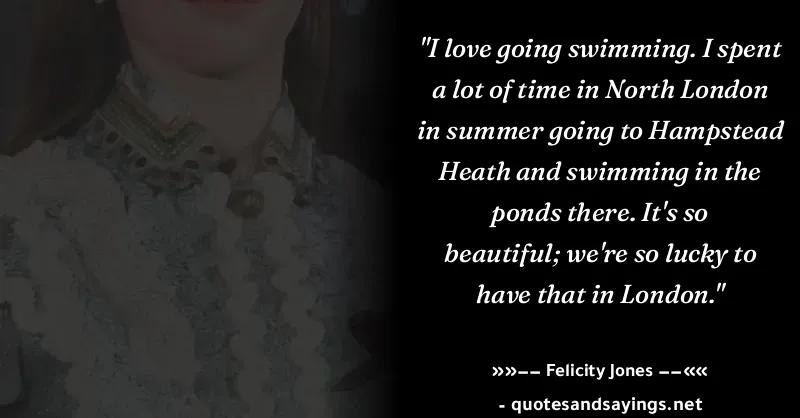 "I love going swimming. I spent
a lot of time in North London
in summer going to Hampstead
Heath and swimming in the
ponds there. It's so
beautiful; we're so lucky to
have that in London."
»»−− Felicity Jones −−««
- quotesandsayings.net